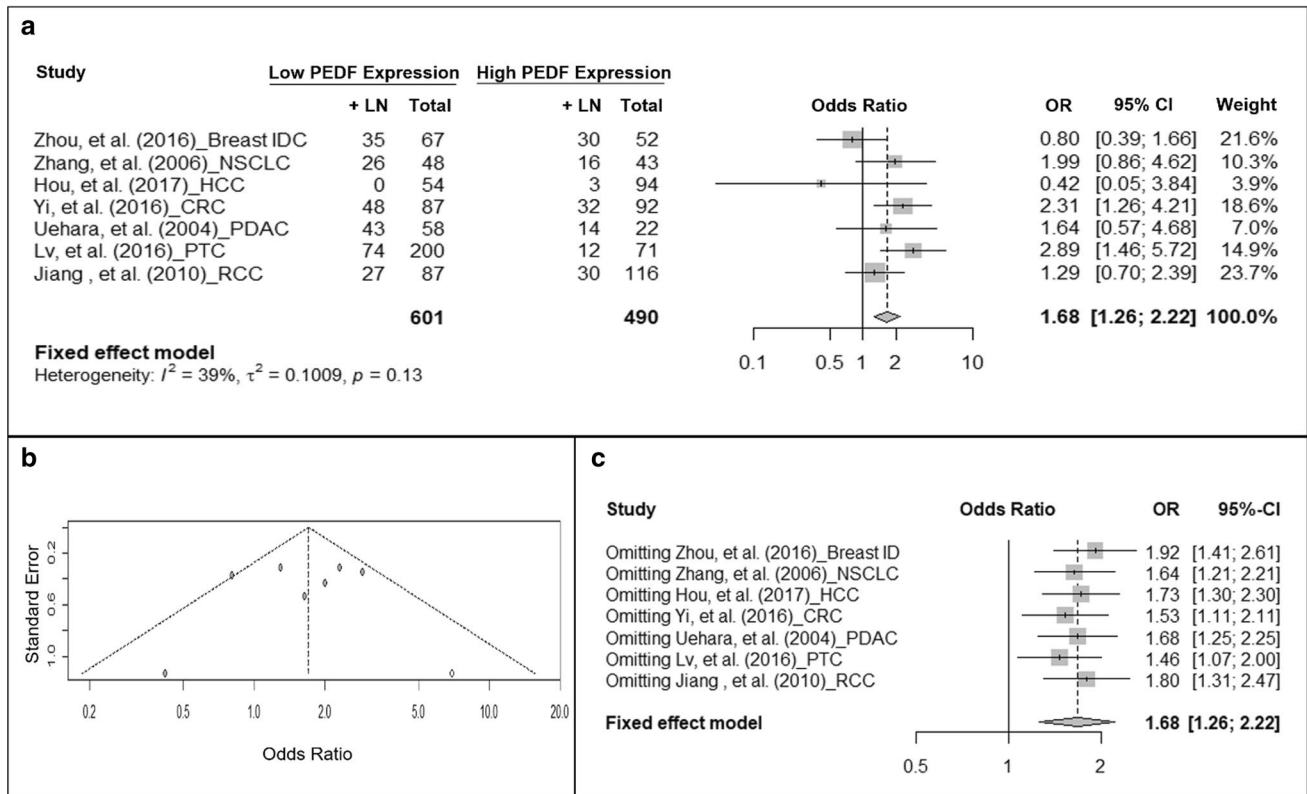 a
Study Low PEDF Expression High PEDF Expression
+ LN Total + LN Total Odds Ratio OR 95% CI Weight
Zhou, et al. (2016)_Breast IDC 35 67 30 52 0.80 [0.39; 1.66] 21.6%
Zhang, et al. (2006)_NSCLC 26 48 16 43 1.99 [0.86; 4.62] 10.3%
Hou, et al. (2017)_HCC 0 54 3 94 0.42 [0.05; 3.84] 3.9%
Yi, et al. (2016)_CRC 48 87 32 92 2.31 [1.26; 4.21] 18.6%
Uehara, et al. (2004)_PDAC 43 58 14 22 1.64 [0.57; 4.68] 7.0%
Lv, et al. (2016)_PTC 74 200 12 71 2.89 [1.46; 5.72] 14.9%
Jiang , et al. (2010)_RCC 27 87 30 116 1.29 [0.70; 2.39] 23.7%
601 490 1.68 [1.26; 2.22] 100.0%
Fixed effect model
Heterogeneity: I² = 39%, τ² = 0.1009, p = 0.13
0.1 0.5 1 2 10
b
Standard Error
0.2
0.6
1.0
0.2 0.5 1.0 2.0 5.0 10.0 20.0
Odds Ratio
c
Study Odds Ratio OR 95%-CI
Omitting Zhou, et al. (2016)_Breast ID 1.92 [1.41; 2.61]
Omitting Zhang, et al. (2006)_NSCLC 1.64 [1.21; 2.21]
Omitting Hou, et al. (2017)_HCC 1.73 [1.30; 2.30]
Omitting Yi, et al. (2016)_CRC 1.53 [1.11; 2.11]
Omitting Uehara, et al. (2004)_PDAC 1.68 [1.25; 2.25]
Omitting Lv, et al. (2016)_PTC 1.46 [1.07; 2.00]
Omitting Jiang , et al. (2010)_RCC 1.80 [1.31; 2.47]
Fixed effect model 1.68 [1.26; 2.22]
0.5 1 2